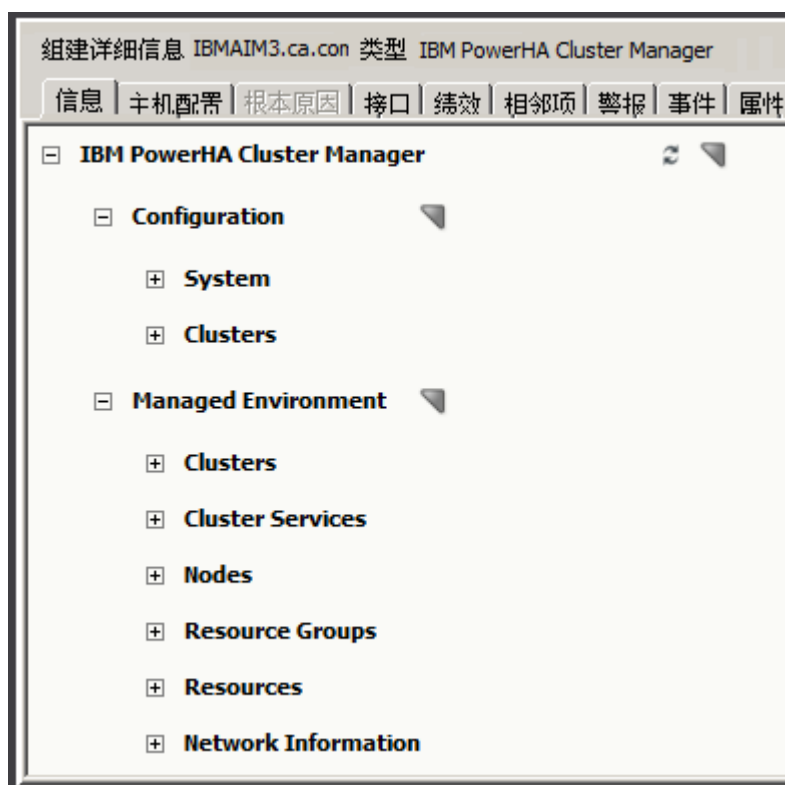 组建详细信息 IBMAIM3.ca.con 类型 IBM PowerHA Cluster Manager
信息 主机配置 根本原因 接口 绩效 相邻项 警报 事件 属性
IBM PowerHA Cluster Manager
Configuration
System
Clusters
Managed Environment
Clusters
Cluster Services
Nodes
Resource Groups
Resources
Network Information